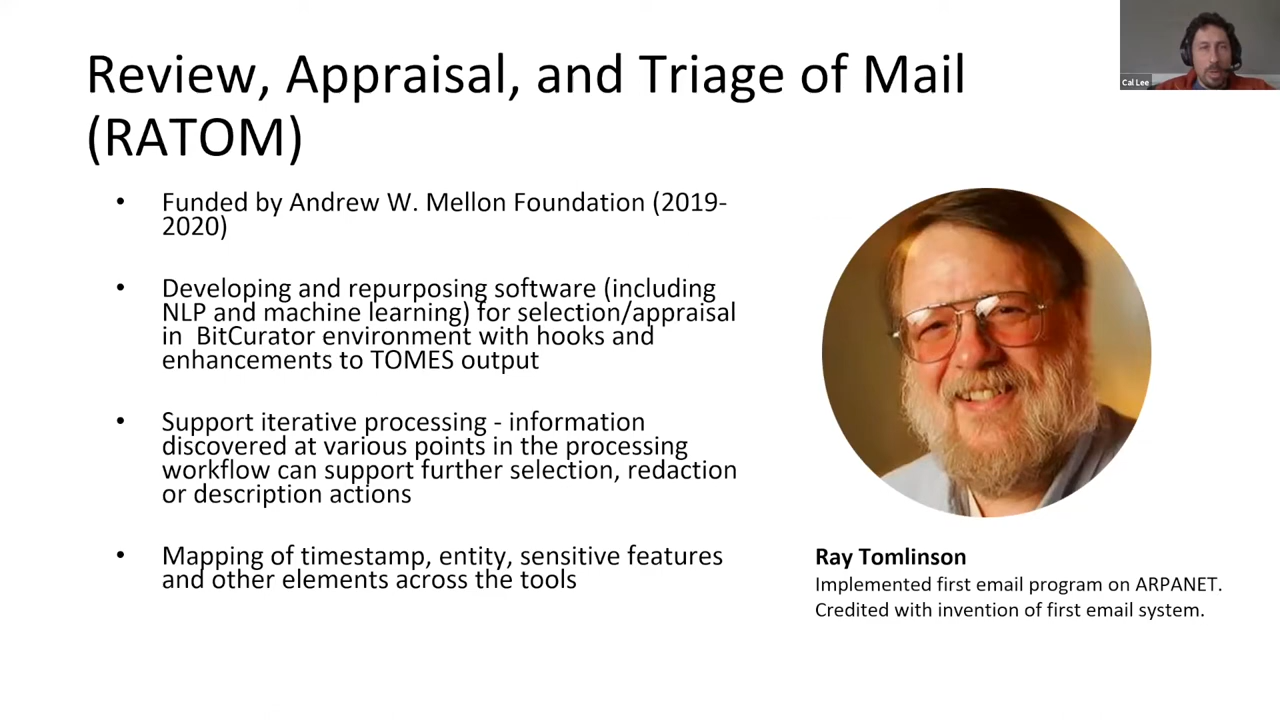 Review, Appraisal, and Triage of Mail
(RATOM)
• Funded by Andrew W. Mellon Foundation (2019-
2020)
• Developing and repurposing software (including
NLP and machine learning) for selection/appraisal
in  BitCurator environment with hooks and
enhancements to TOMES output
• Support iterative processing - information
discovered at various points in the processing
workflow can support further selection, redaction
or description actions
• Mapping of timestamp, entity, sensitive features
and other elements across the tools
Ray Tomlinson
Implemented first email program on ARPANET.
Credited with invention of first email system.
Cal Lee